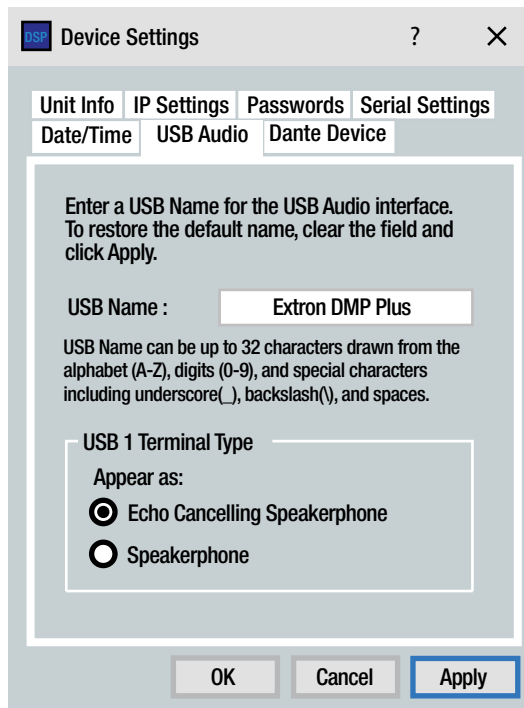 DSP Device Settings ? ×
Unit Info IP Settings Passwords Serial Settings
Date/Time USB Audio Dante Device
Enter a USB Name for the USB Audio interface.
To restore the default name, clear the field and
click Apply.
USB Name : Extron DMP Plus
USB Name can be up to 32 characters drawn from the
alphabet (A-Z), digits (0-9), and special characters
including underscore(_), backslash(\), and spaces.
USB 1 Terminal Type
Appear as:
Echo Cancelling Speakerphone
Speakerphone
OK Cancel Apply